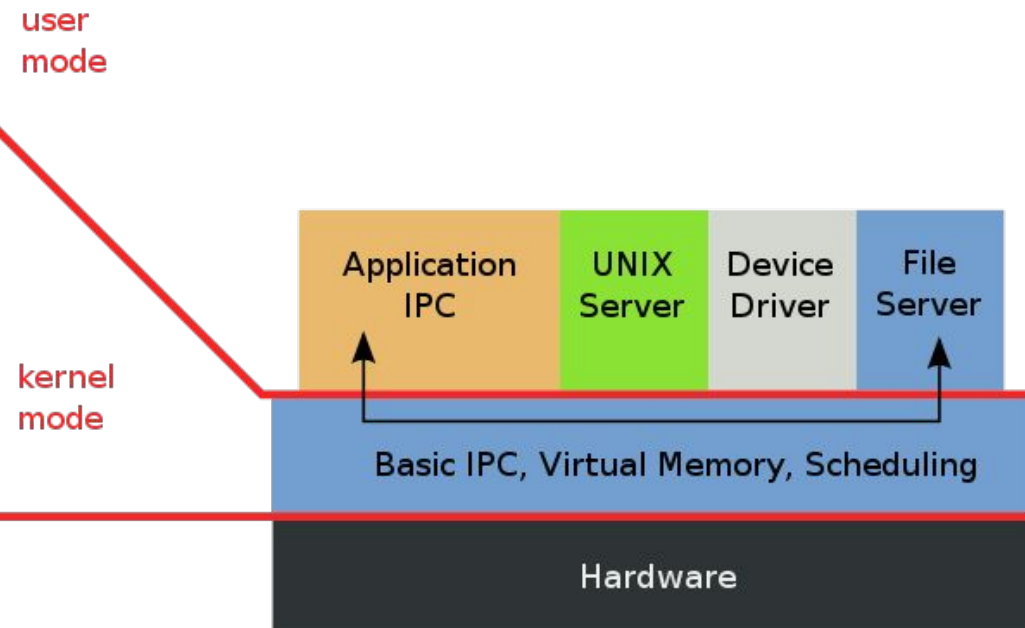 user
mode
Application
IPC
UNIX
Server
Device
Driver
File
Server
kernel
mode
Basic IPC, Virtual Memory, Scheduling
Hardware